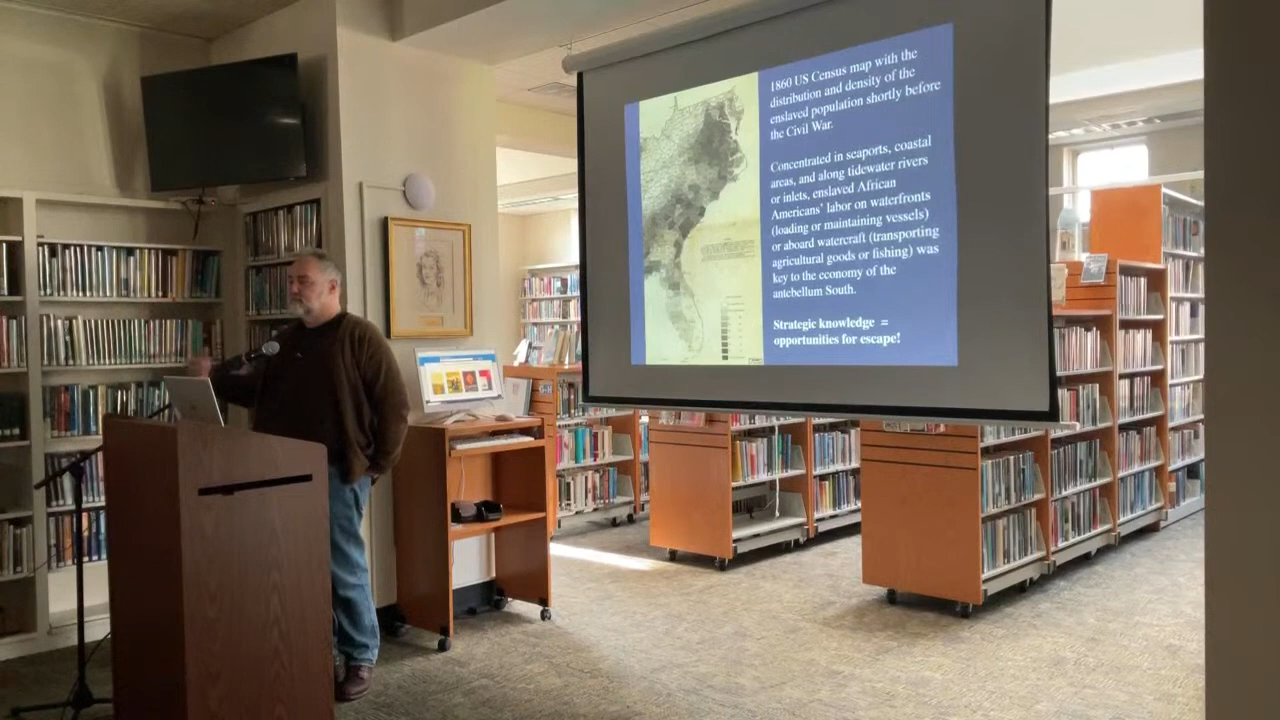 1860 US Census map with the
distribution and density of the
enslaved population shortly before
the Civil War.
Concentrated in seaports, coastal
areas, and along tidewater rivers
or inlets, enslaved African
Americans' labor on waterfronts
(loading or maintaining vessels)
or aboard watercraft (transporting
agricultural goods or fishing) was
key to the economy of the
antebellum South.
Strategic knowledge =
opportunities for escape!